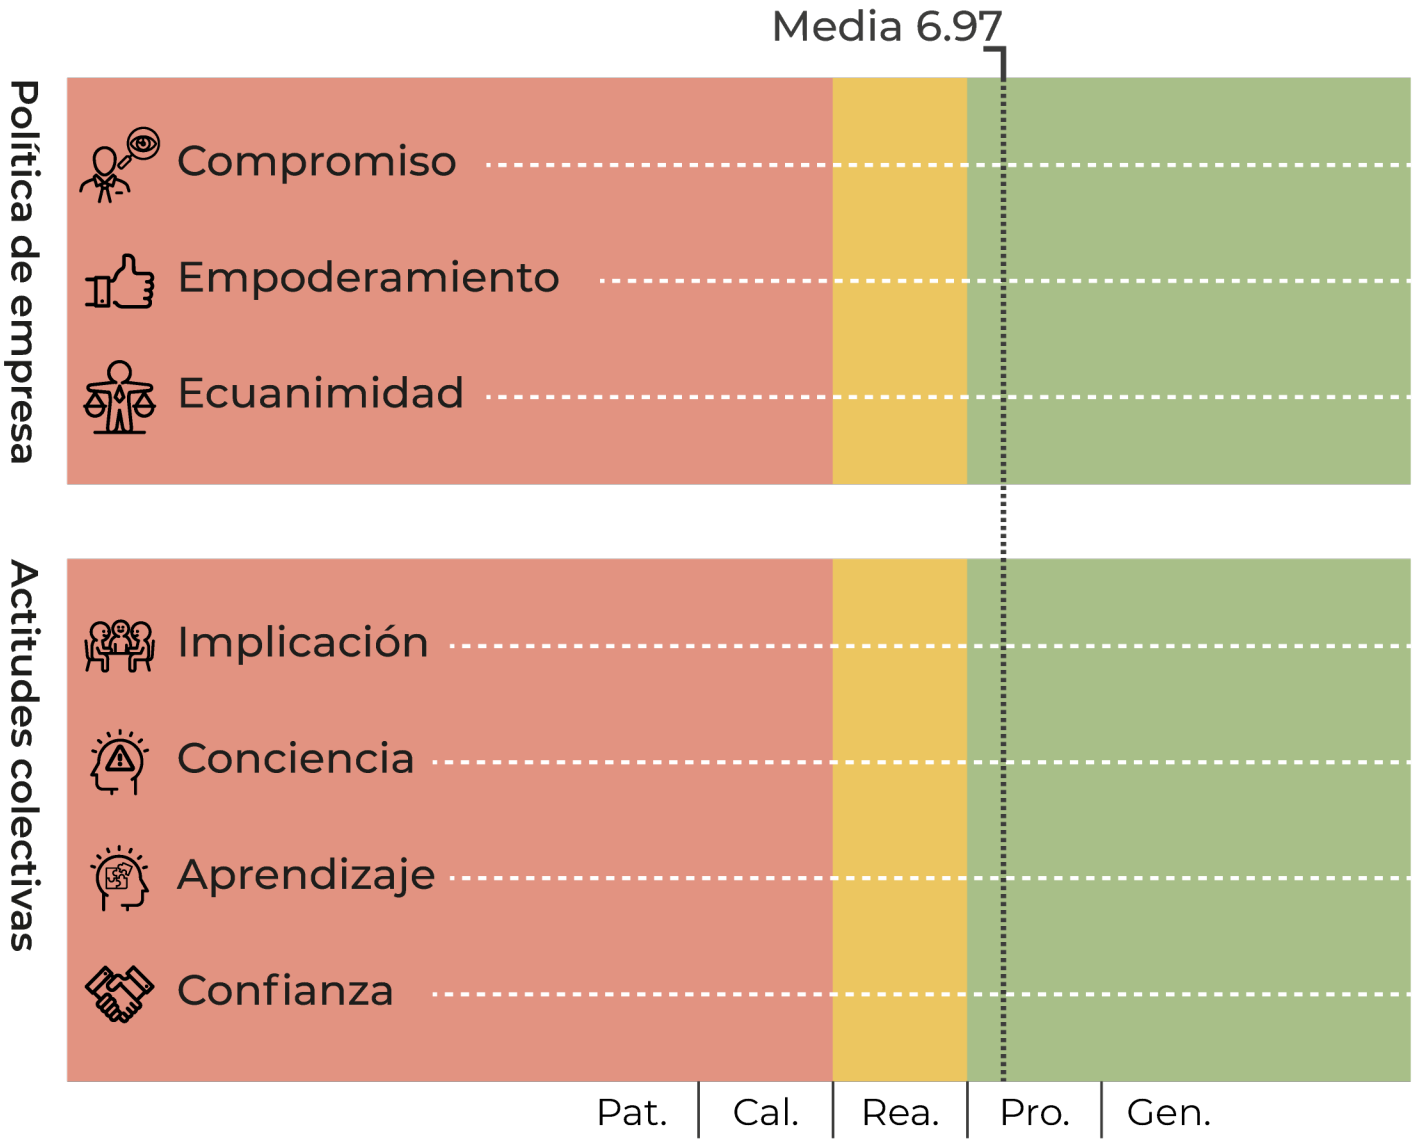 Media 6.97
Política de empresa
Compromiso
Empoderamiento
Ecuanimidad
Actitudes colectivas
Implicación
Conciencia
Aprendizaje
Confianza
Pat. Cal. Rea. Pro. Gen.